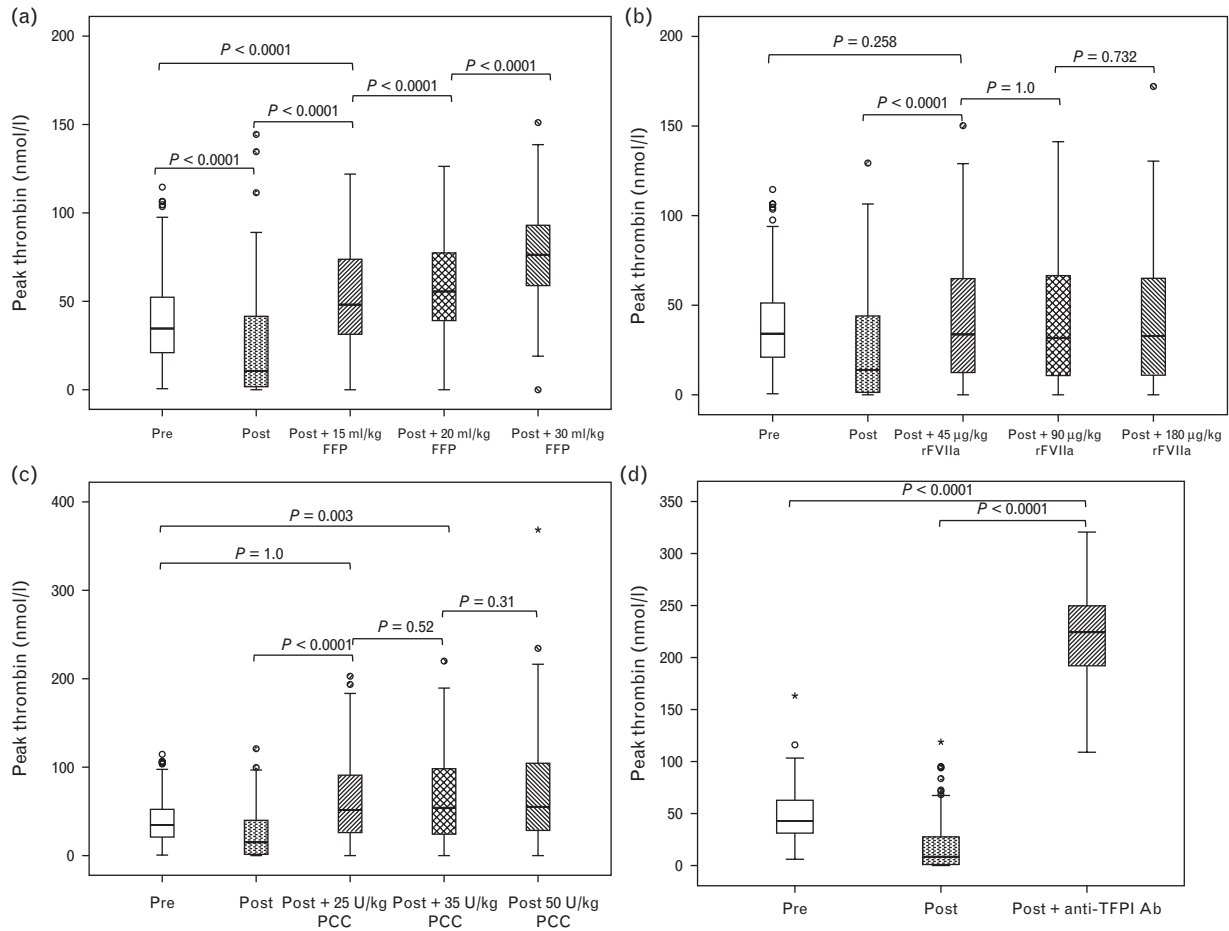 (a)
200
150
100
50
0
Peak thrombin (nmol/l)
P < 0.0001
P < 0.0001
P < 0.0001
P < 0.0001
P < 0.0001
Pre
Post
Post + 15 ml/kg
FFP
Post + 20 ml/kg
FFP
Post + 30 ml/kg
FFP
(b)
200
150
100
50
0
Peak thrombin (nmol/l)
P = 0.258
P = 0.732
P < 0.0001
P = 1.0
Pre
Post
Post + 45 μg/kg
rFVIIa
Post + 90 μg/kg
rFVIIa
Post + 180 μg/kg
rFVIIa
(c)
400
300
200
100
0
Peak thrombin (nmol/l)
P = 0.003
P = 1.0
P = 0.31
P < 0.0001
P = 0.52
Pre
Post
Post + 25 U/kg
PCC
Post + 35 U/kg
PCC
Post 50 U/kg
PCC
(d)
350
300
250
200
150
100
50
0
Peak thrombin (nmol/l)
P < 0.0001
P < 0.0001
Pre
Post
Post + anti-TFPI Ab